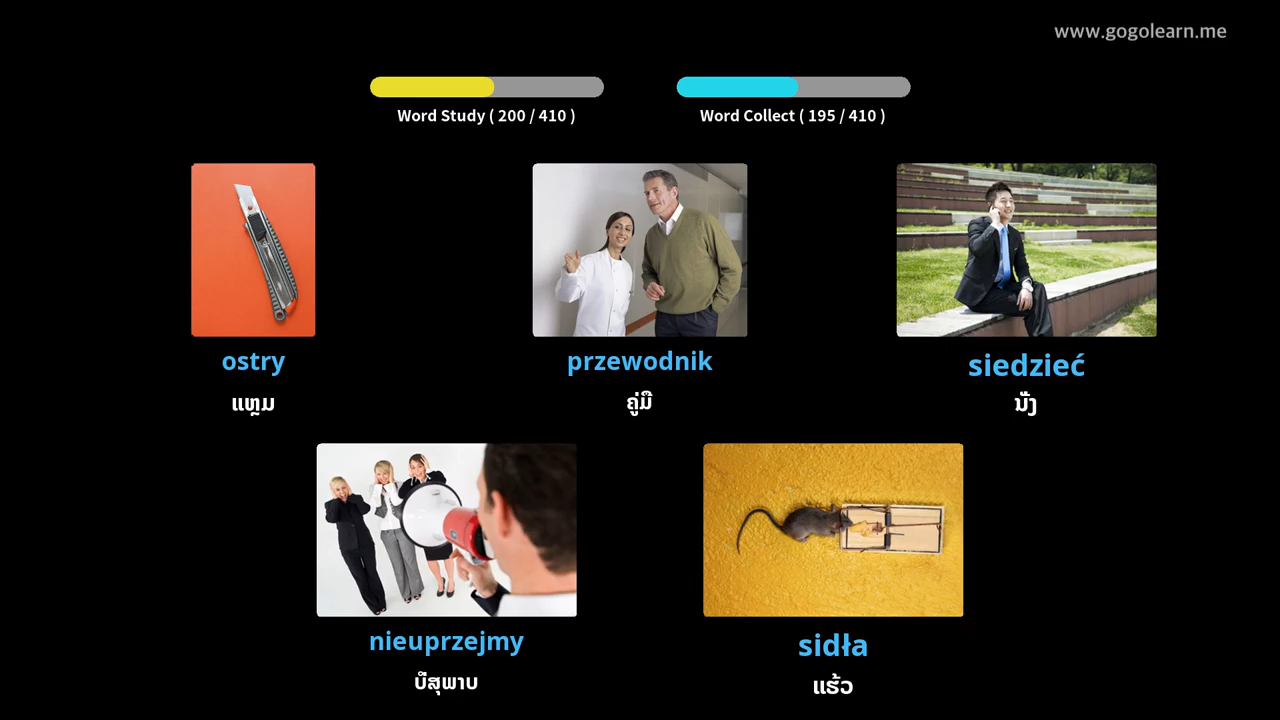 www.gogolearn.me
Word Study ( 200 / 410 )
Word Collect ( 195 / 410 )
ostry
ແຫຼມ
przewodnik
ຄູ່ມື
siedzieć
ນັ່ງ
nieuprzejmy
ບໍ່ສຸພາບ
sidła
ແຮ້ວ